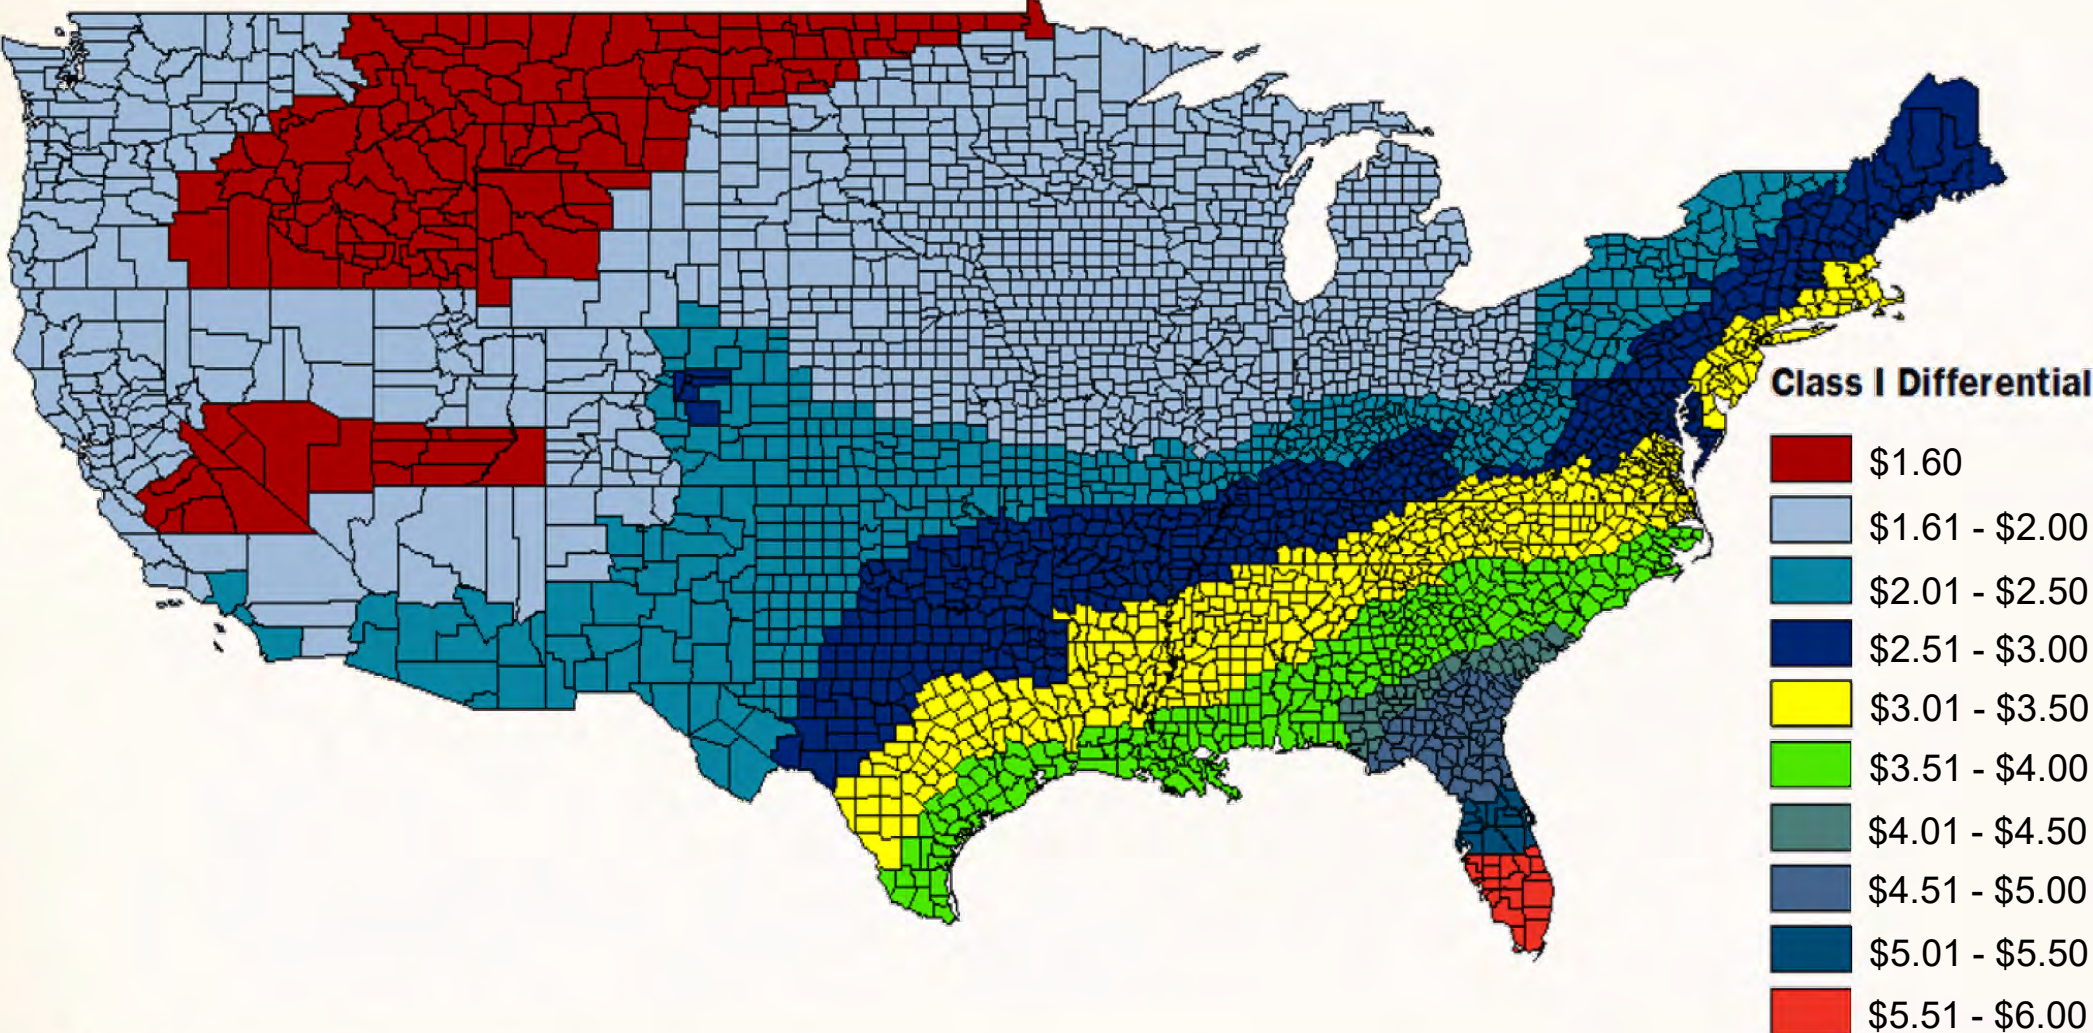 Class I Differential
$1.60
$1.61 - $2.00
$2.01 - $2.50
$2.51 - $3.00
$3.01 - $3.50
$3.51 - $4.00
$4.01 - $4.50
$4.51 - $5.00
$5.01 - $5.50
$5.51 - $6.00